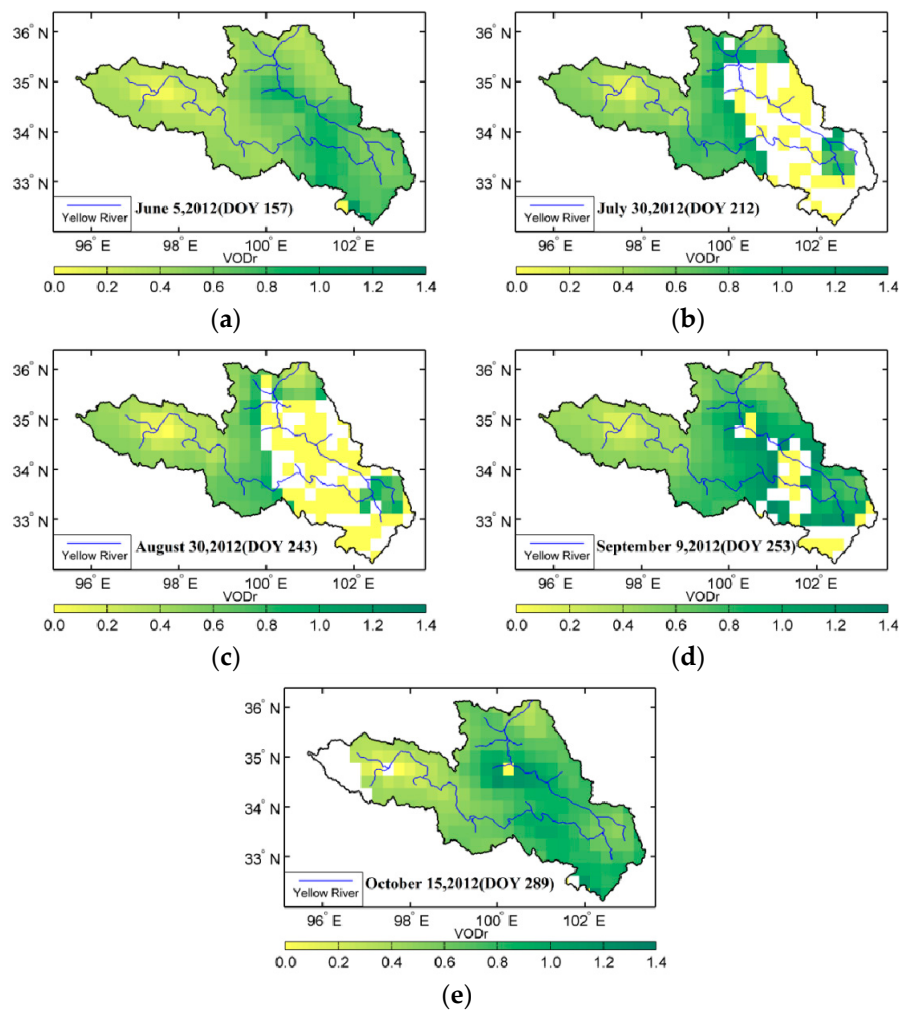 36° N
35° N
34° N
33° N
Yellow River
June 5,2012(DOY 157)
96° E 98° E 100° E 102° E
VODr
0.0 0.2 0.4 0.6 0.8 1.0 1.2 1.4
(a)
36° N
35° N
34° N
33° N
Yellow River
July 30,2012(DOY 212)
96° E 98° E 100° E 102° E
VODr
0.0 0.2 0.4 0.6 0.8 1.0 1.2 1.4
(b)
36° N
35° N
34° N
33° N
Yellow River
August 30,2012(DOY 243)
96° E 98° E 100° E 102° E
VODr
0.0 0.2 0.4 0.6 0.8 1.0 1.2 1.4
(c)
36° N
35° N
34° N
33° N
Yellow River
September 9,2012(DOY 253)
96° E 98° E 100° E 102° E
VODr
0.0 0.2 0.4 0.6 0.8 1.0 1.2 1.4
(d)
36° N
35° N
34° N
33° N
Yellow River
October 15,2012(DOY 289)
96° E 98° E 100° E 102° E
VODr
0.0 0.2 0.4 0.6 0.8 1.0 1.2 1.4
(e)